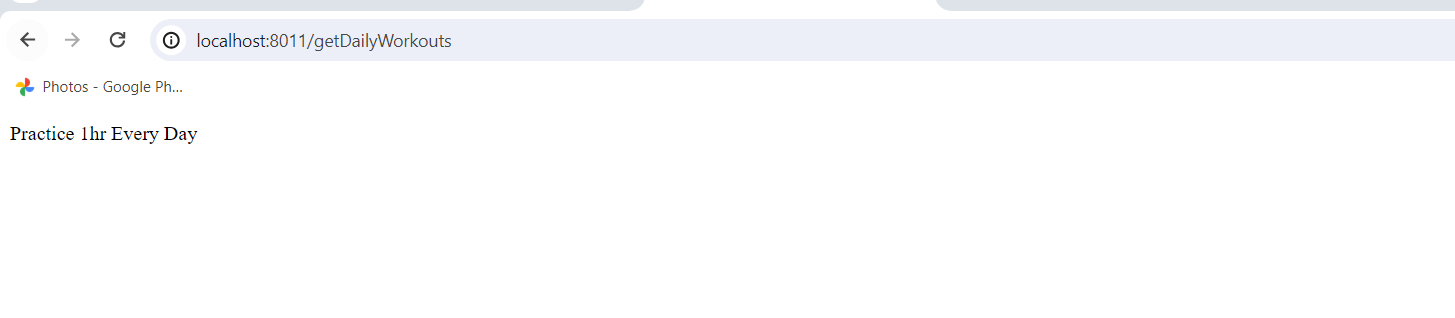 localhost:8011/getDailyWorkouts
Photos - Google Ph...
Practice 1hr Every Day